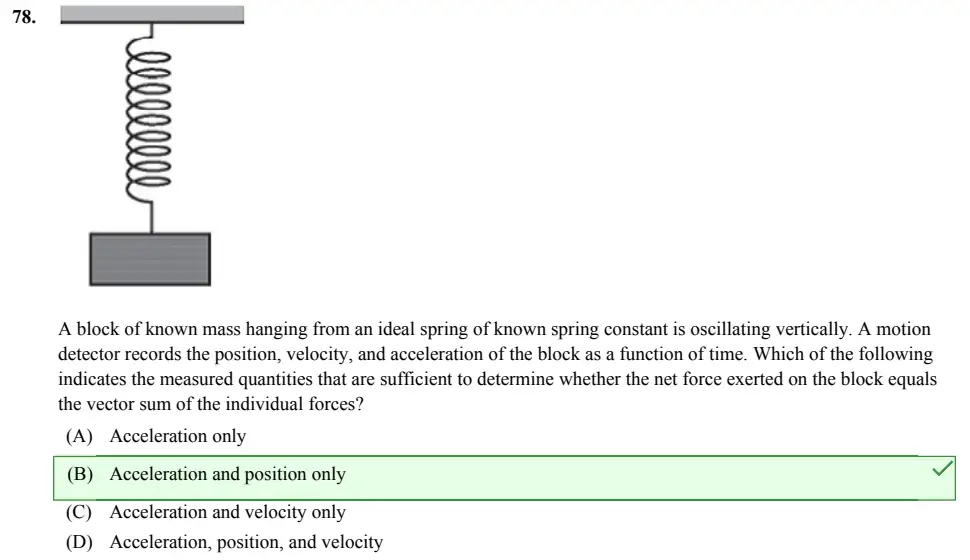 78.
A block of known mass hanging from an ideal spring of known spring constant is oscillating vertically. A motion
detector records the position, velocity, and acceleration of the block as a function of time. Which of the following
indicates the measured quantities that are sufficient to determine whether the net force exerted on the block equals
the vector sum of the individual forces?
(A) Acceleration only
(B) Acceleration and position only
(C) Acceleration and velocity only
(D) Acceleration, position, and velocity